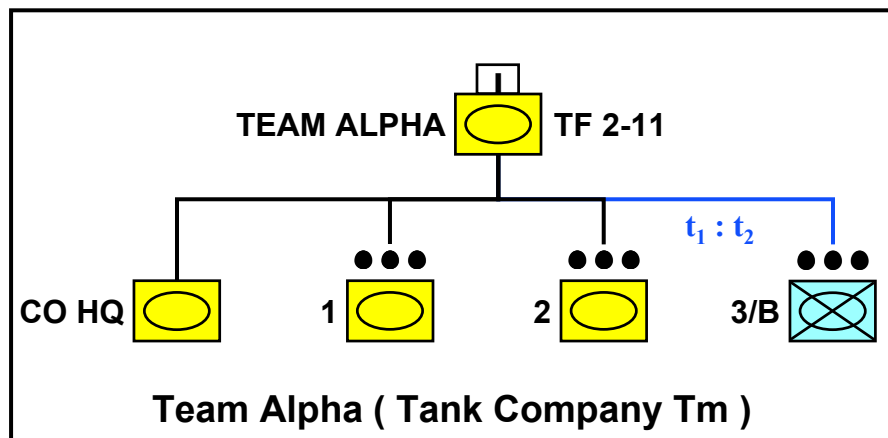 TEAM ALPHA TF 2-11
t₁ : t₂
CO HQ 1 2 3/B
Team Alpha ( Tank Company Tm )